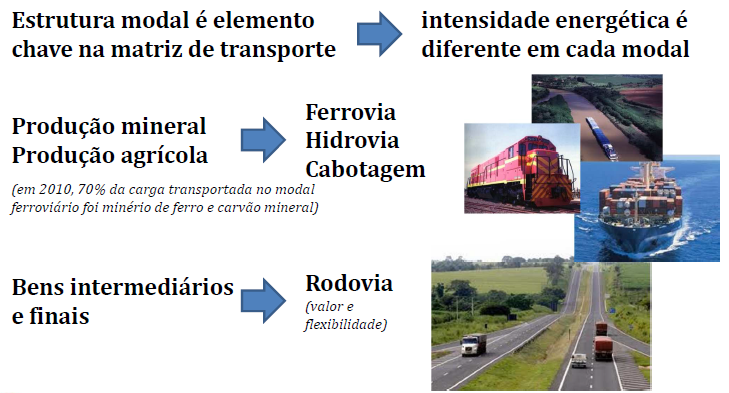 Estrutura modal é elemento
chave na matriz de transporte
intensidade energética é
diferente em cada modal
Produção mineral
Produção agrícola
(em 2010, 70% da carga transportada no modal
ferroviário foi minério de ferro e carvão mineral)
Ferrovia
Hidrovia
Cabotagem
Bens intermediários
e finais
Rodovia
(valor e
flexibilidade)